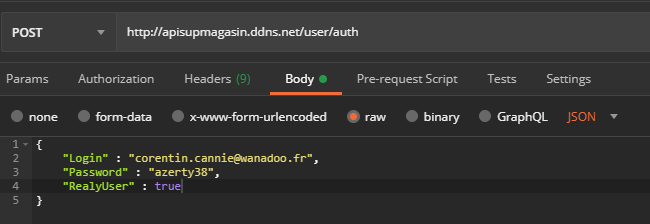 POST http://apisupmagasin.ddns.net/user/auth
Params Authorization Headers (9) Body Pre-request Script Tests Settings
none form-data x-www-form-urlencoded raw binary GraphQL JSON
1 {
2 "Login" : "corentin.cannie@wanadoo.fr",
3 "Password" : "azerty38",
4 "RealyUser" : true
5 }